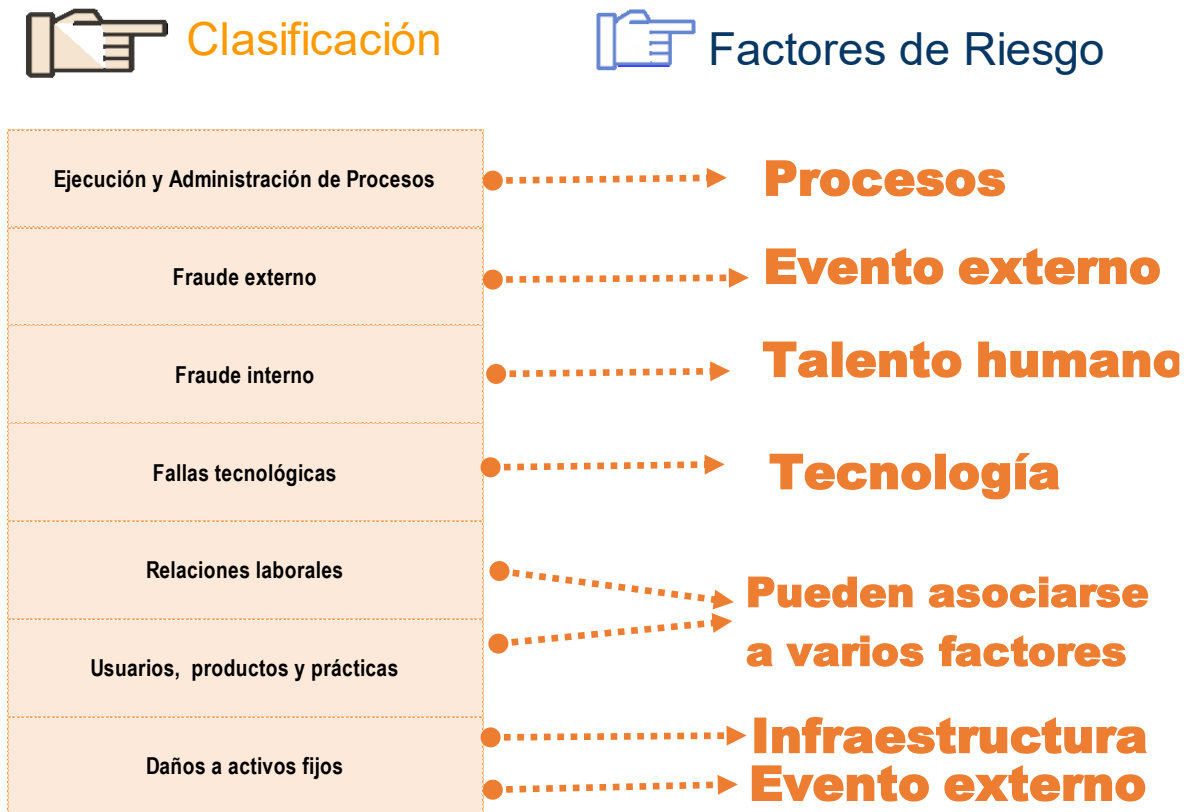 Clasificación
Factores de Riesgo
Ejecución y Administración de Procesos
Procesos
Fraude externo
Evento externo
Fraude interno
Talento humano
Fallas tecnológicas
Tecnología
Relaciones laborales
Usuarios, productos y prácticas
Pueden asociarse
a varios factores
Daños a activos fijos
Infraestructura
Evento externo